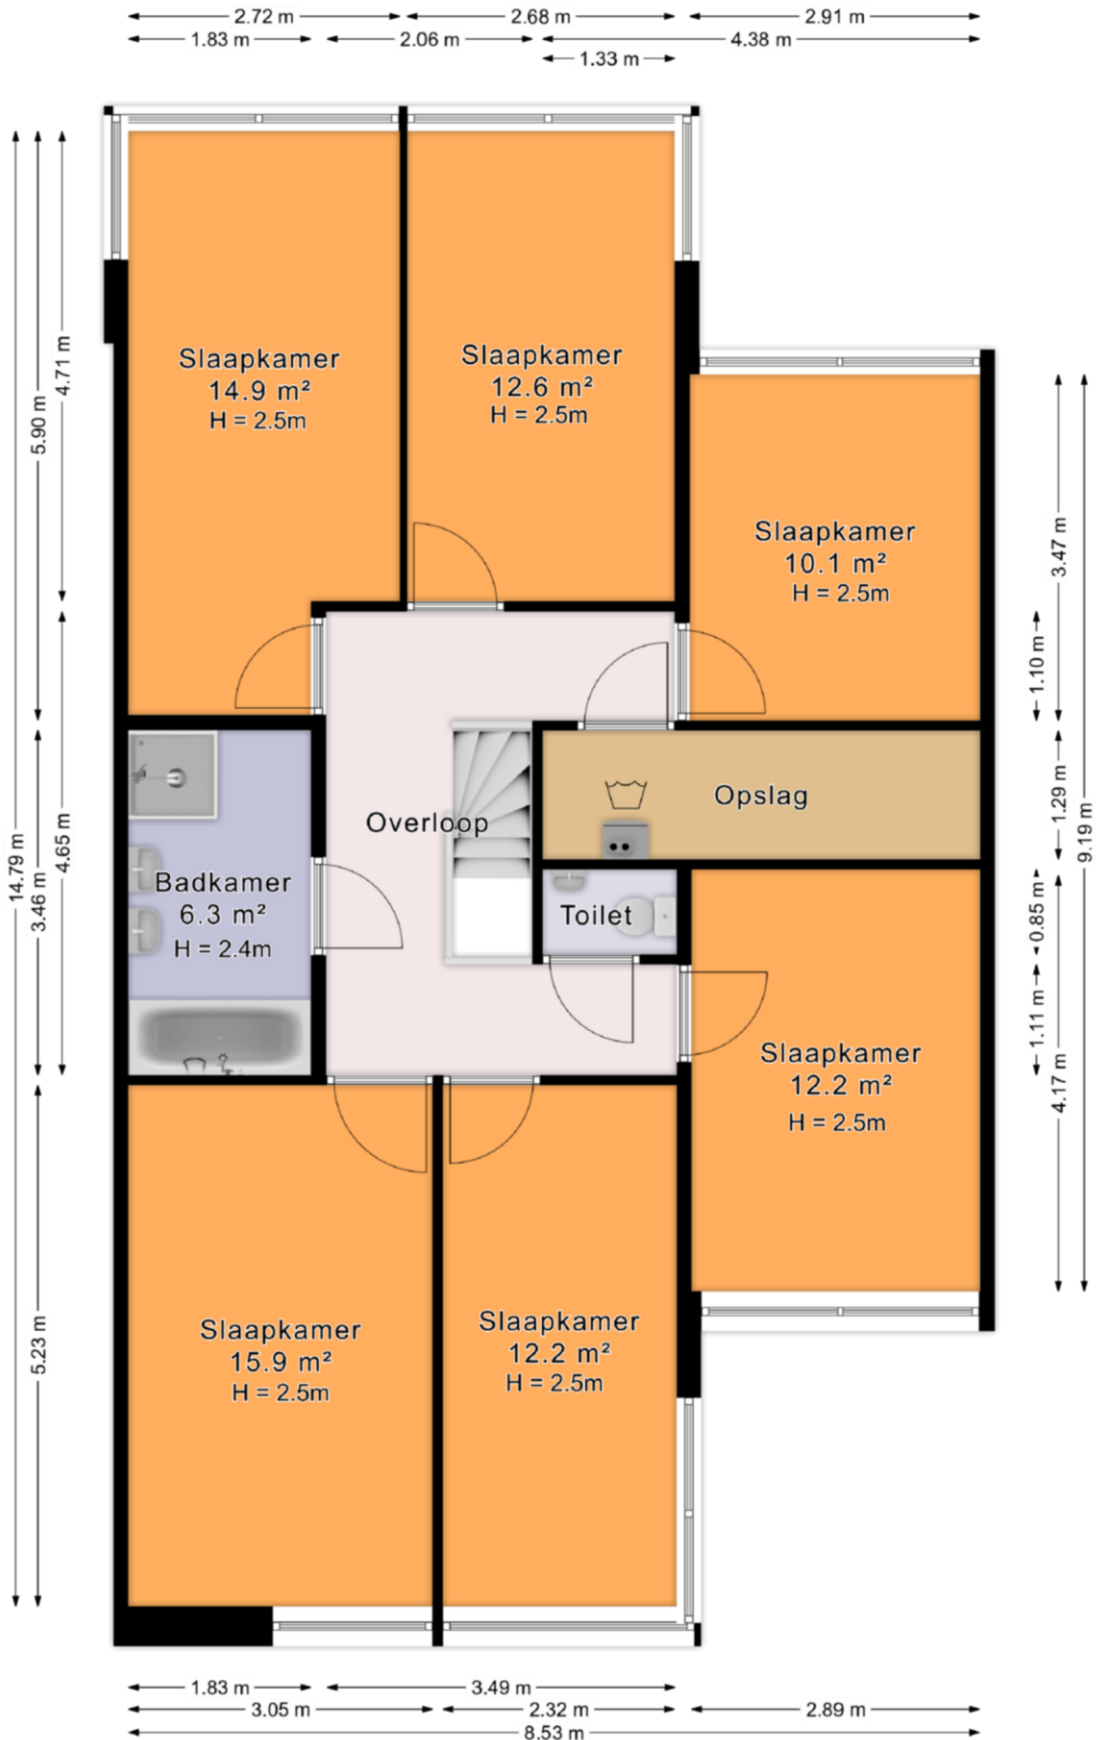 2.72 m
2.68 m
2.91 m
1.83 m
2.06 m
4.38 m
1.33 m
14.79 m
5.90 m
4.71 m
3.46 m
4.65 m
5.23 m
Slaapkamer
14.9 m²
H = 2.5m
Slaapkamer
12.6 m²
H = 2.5m
Slaapkamer
10.1 m²
H = 2.5m
Opslag
Overloop
Badkamer
6.3 m²
H = 2.4m
Toilet
Slaapkamer
12.2 m²
H = 2.5m
Slaapkamer
15.9 m²
H = 2.5m
Slaapkamer
12.2 m²
H = 2.5m
1.10 m
3.47 m
9.19 m
1.29 m
0.85 m
1.11 m
4.17 m
1.83 m
3.49 m
3.05 m
2.32 m
2.89 m
8.53 m